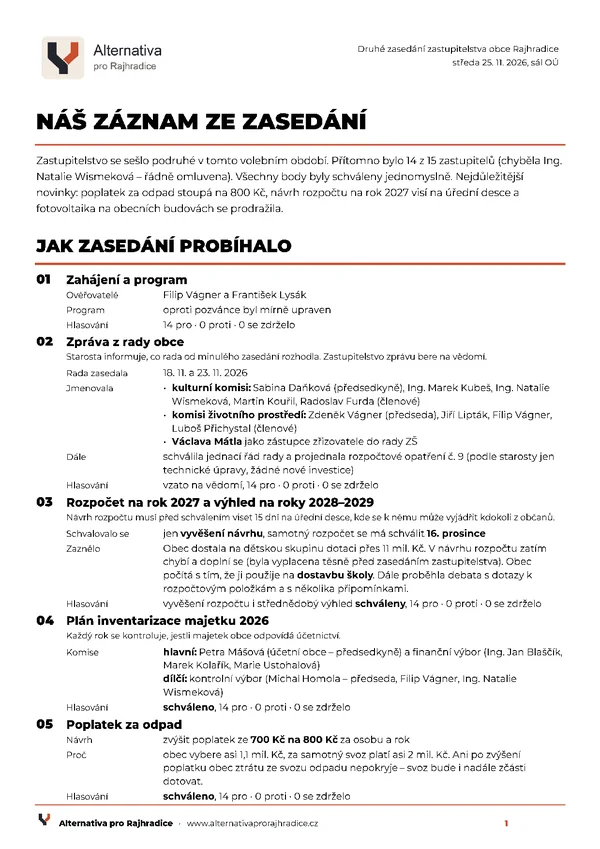 Alternativa
pro Rajhradice
Druhé zasedání zastupitelstva obce Rajhradice
středa 25. 11. 2026, sál OÚ
NÁŠ ZÁZNAM ZE ZASEDÁNÍ
Zastupitelstvo se sešlo podruhé v tomto volebním období. Přítomno bylo 14 z 15 zastupitelů (chyběla Ing.
Natalie Wismeková – řádně omluvena). Všechny body byly schváleny jednomyslně. Nejdůležitější
novinky: poplatek za odpad stoupá na 800 Kč, návrh rozpočtu na rok 2027 visí na úřední desce a
fotovoltaika na obecních budovách se prodražila.
JAK ZASEDÁNÍ PROBÍHALO
01 Zahájení a program
Ověřovatelé Filip Vágner a František Lysák
Program oproti pozvánce byl mírně upraven
Hlasování 14 pro · 0 proti · 0 se zdrželo
02 Zpráva z rady obce
Starosta informuje, co rada od minulého zasedání rozhodla. Zastupitelstvo zprávu bere na vědomí.
Rada zasedala 18. 11. a 23. 11. 2026
Jmenovala • kulturní komisi: Sabina Daňková (předsedkyně), Ing. Marek Kubeš, Ing. Natalie
Wismeková, Martin Kouřil, Radoslav Furda (členové)
• komisi životního prostředí: Zdeněk Vágner (předseda), Jiří Lipták, Filip Vágner,
Luboš Přichystal (členové)
• Václava Mátla jako zástupce zřizovatele do rady ZŠ
Dále schválila jednací řád rady a projednala rozpočtové opatření č. 9 (podle starosty jen
technické úpravy, žádné nové investice)
Hlasování vzato na vědomí, 14 pro · 0 proti · 0 se zdrželo
03 Rozpočet na rok 2027 a výhled na roky 2028–2029
Návrh rozpočtu musí před schválením viset 15 dní na úřední desce, kde se k němu může vyjádřit kdokoli z občanů.
Schvalovalo se jen vyvěšení návrhu, samotný rozpočet se má schválit 16. prosince
Zaznělo Obec dostala na dětskou skupinu dotaci přes 11 mil. Kč. V návrhu rozpočtu zatím
chybí a doplní se (byla vyplacena těsně před zasedání zastupitelstva). Obec
počítá s tím, že ji použije na dostavbu školy. Dále proběhla debata s dotazy k
rozpočtovým položkám a s několika připomínkami.
Hlasování vyvěšení rozpočtu i střednědobý výhled schváleny, 14 pro · 0 proti · 0 se zdrželo
04 Plán inventarizace majetku 2026
Každý rok se kontroluje, jestli majetek obce odpovídá účetnictví.
Komise hlavní: Petra Mášová (účetní obce – předsedkyně) a finanční výbor (Ing. Jan Blaščík,
Marek Kolařík, Marie Ustohalová)
dílčí: kontrolní výbor (Michal Homola – předseda, Filip Vágner, Ing. Natalie
Wismeková)
Hlasování schváleno, 14 pro · 0 proti · 0 se zdrželo
05 Poplatek za odpad
Návrh zvýšit poplatek ze 700 Kč na 800 Kč za osobu a rok
Proč obec vybere asi 1,1 mil. Kč, za samotný svoz platí asi 2 mil. Kč. Ani po zvýšení
poplatku obec ztrátu ze svozu odpadu nepokryje – svoz bude i nadále zčásti
dotovat.
Hlasování schváleno, 14 pro · 0 proti · 0 se zdrželo
Alternativa pro Rajhradice · www.alternativaprorajhradice.cz 1